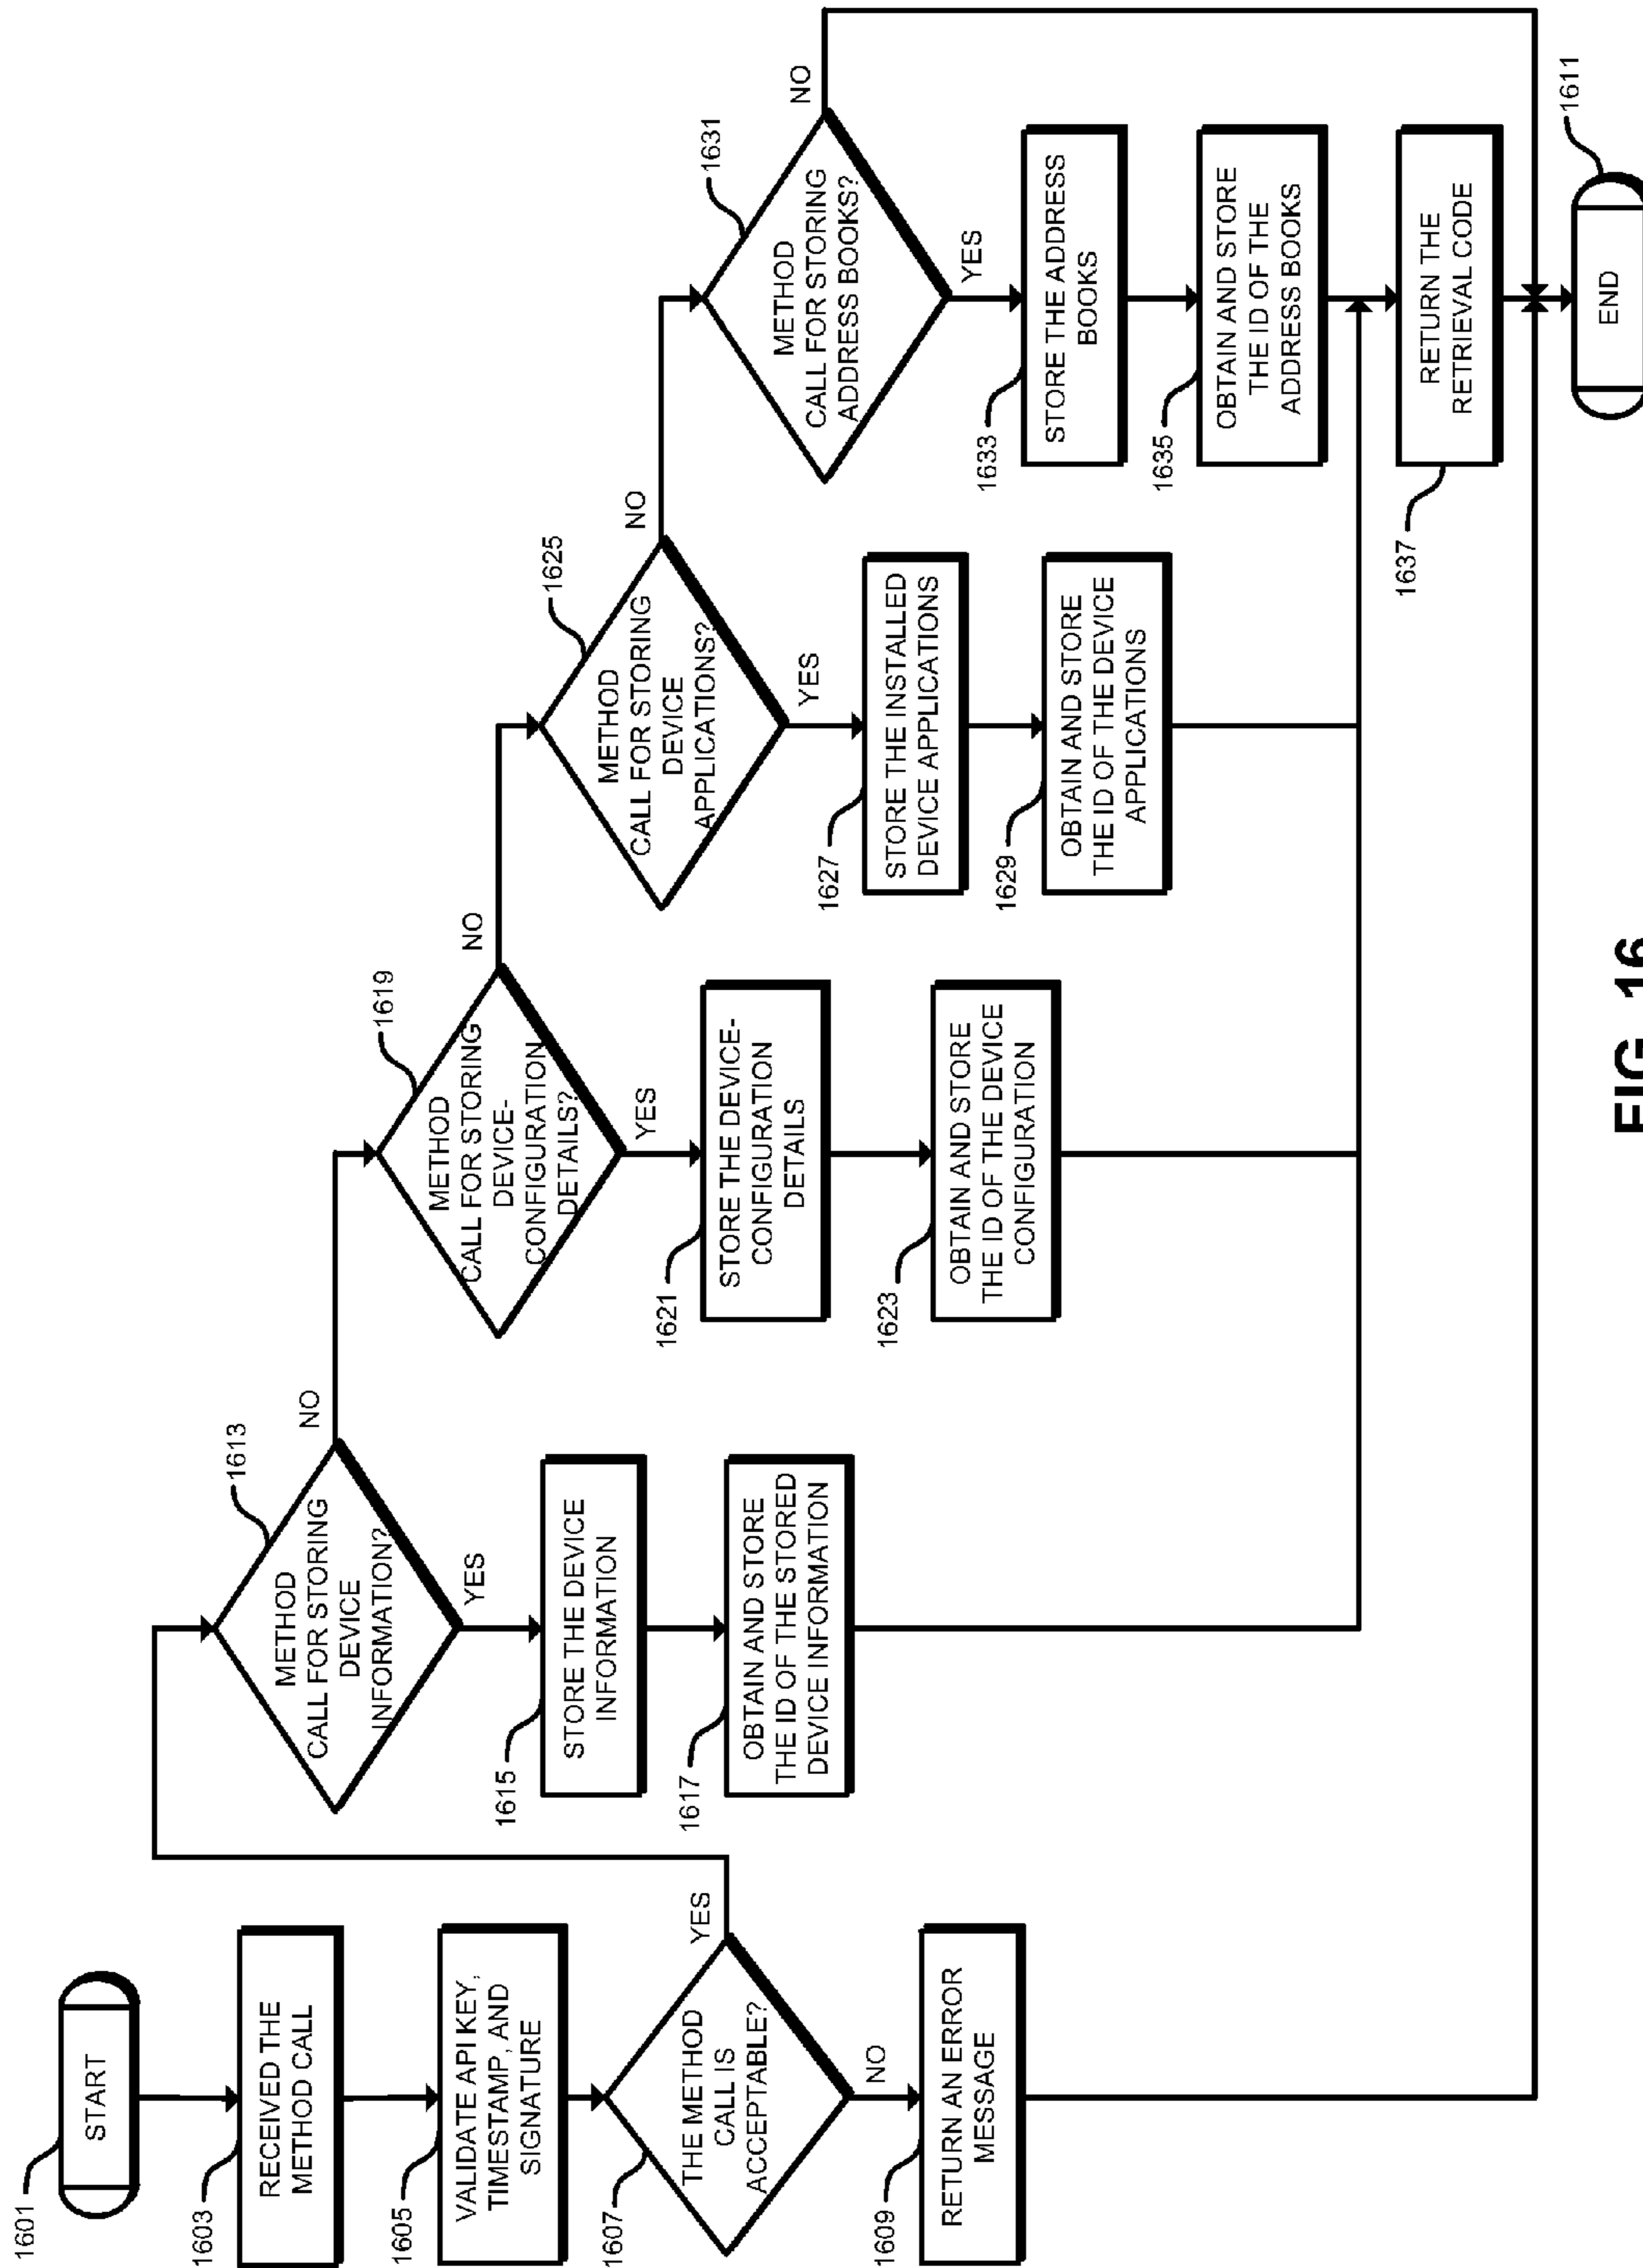 1601
START
1603
RECEIVED THE
METHOD CALL
1605
VALIDATE API KEY,
TIMESTAMP, AND
SIGNATURE
1607
THE METHOD
CALL IS
ACCEPTABLE?
YES
NO
1609
RETURN AN ERROR
MESSAGE
1613
METHOD
CALL FOR STORING
DEVICE
INFORMATION?
NO
YES
1615
STORE THE DEVICE
INFORMATION
1617
OBTAIN AND STORE
THE ID OF THE STORED
DEVICE INFORMATION
1619
METHOD
CALL FOR STORING
DEVICE-
CONFIGURATION
DETAILS?
NO
YES
1621
STORE THE DEVICE-
CONFIGURATION
DETAILS
1623
OBTAIN AND STORE
THE ID OF THE DEVICE
CONFIGURATION
1625
METHOD
CALL FOR STORING
DEVICE
APPLICATIONS?
NO
YES
1627
STORE THE INSTALLED
DEVICE APPLICATIONS
1629
OBTAIN AND STORE
THE ID OF THE DEVICE
APPLICATIONS
1631
METHOD
CALL FOR STORING
ADDRESS BOOKS?
NO
YES
1633
STORE THE ADDRESS
BOOKS
1635
OBTAIN AND STORE
THE ID OF THE
ADDRESS BOOKS
1637
RETURN THE
RETRIEVAL CODE
1611
END
FIG. 16